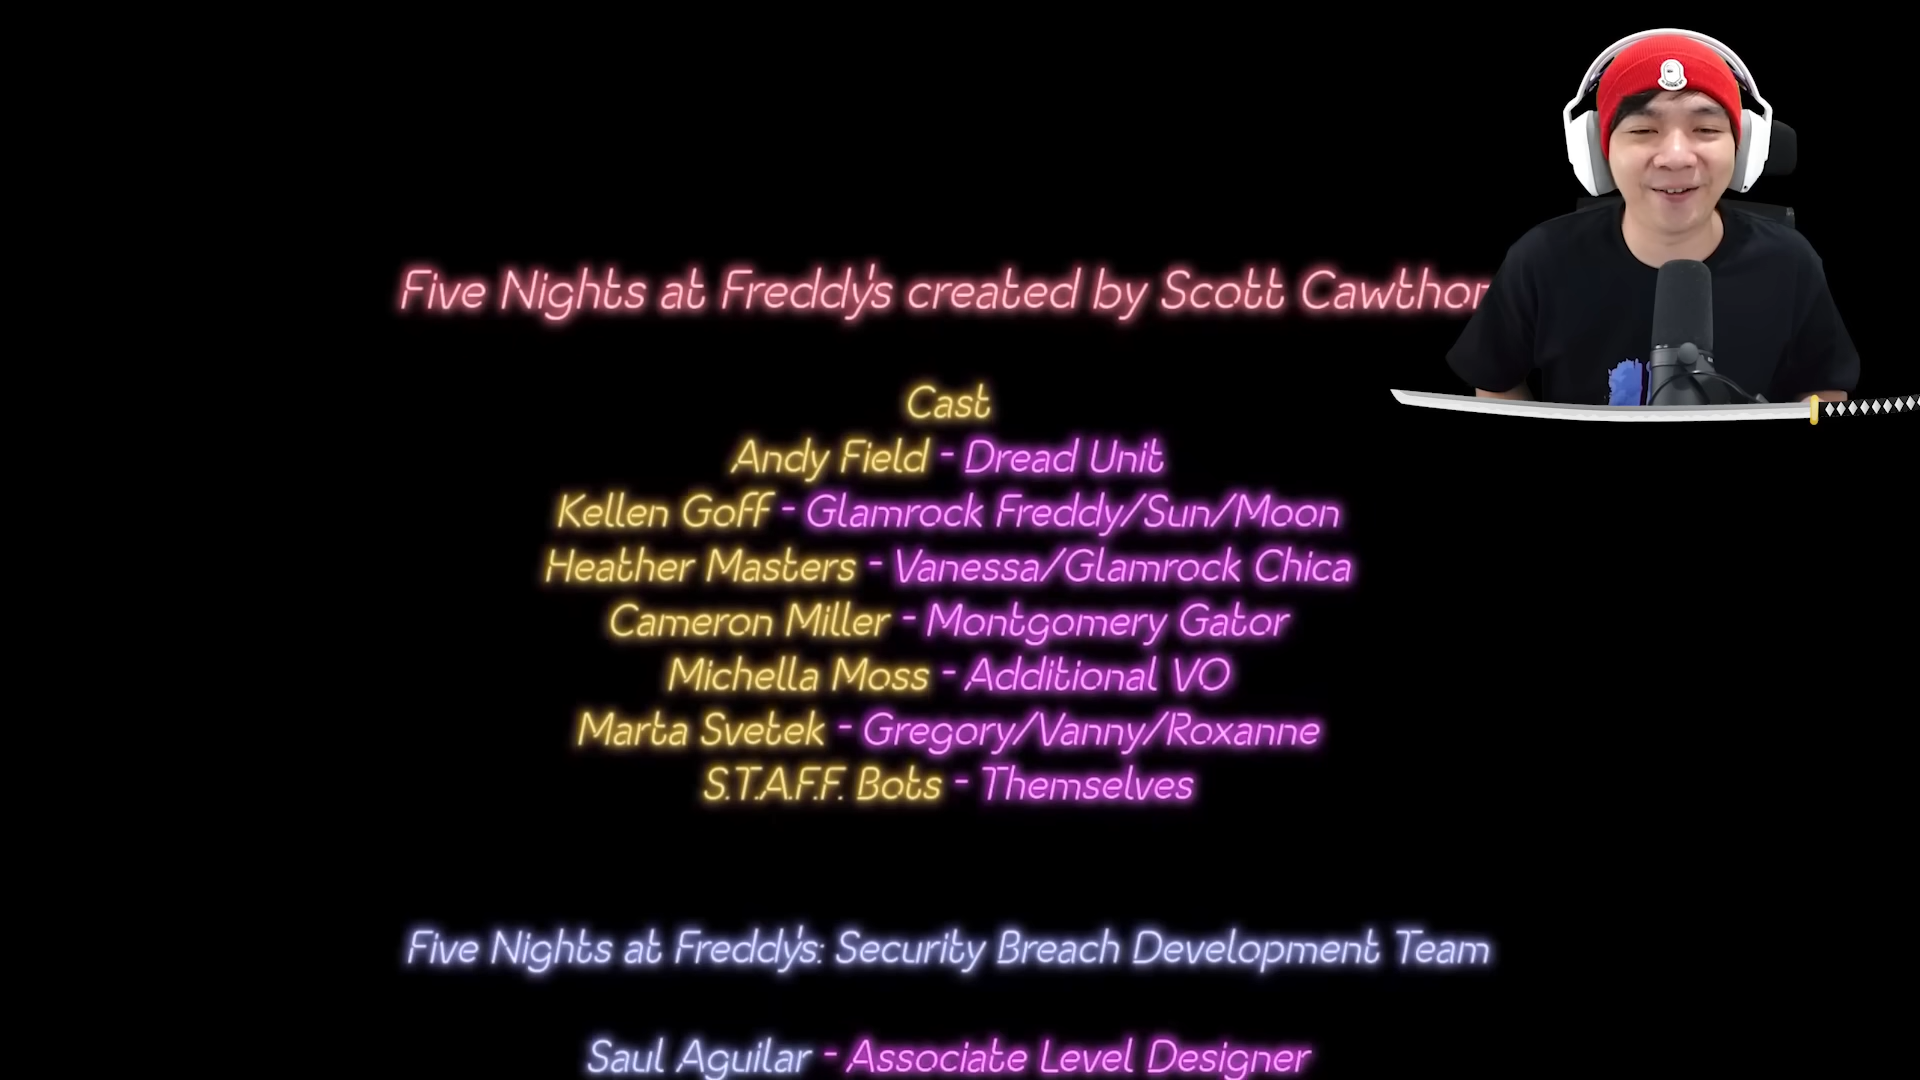 Five Nights at Freddy's created by Scott Cawthon
Cast
Andy Field - Dread Unit
Kellen Goff - Glamrock Freddy/Sun/Moon
Heather Masters - Vanessa/Glamrock Chica
Cameron Miller - Montgomery Gator
Michella Moss - Additional VO
Marta Svetek - Gregory/Vanny/Roxanne
S.T.A.F.F. Bots - Themselves
Five Nights at Freddy's: Security Breach Development Team
Saul Aguilar - Associate Level Designer